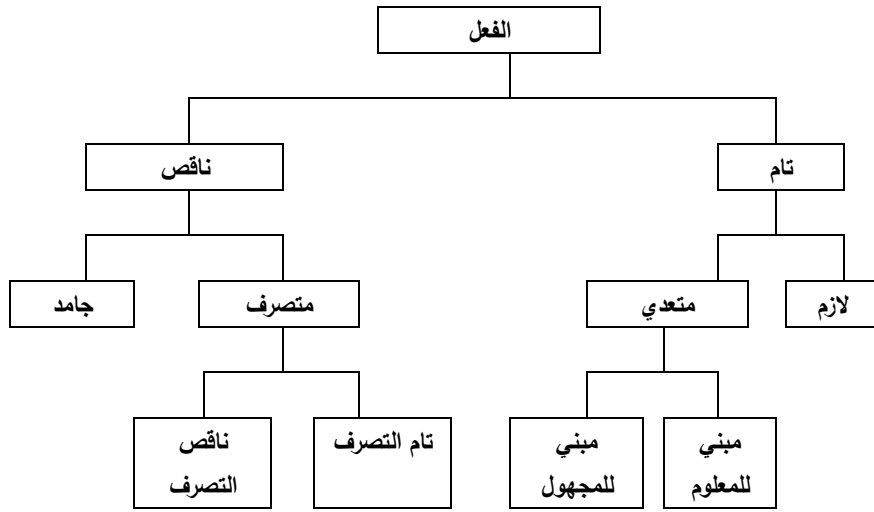 الفعل
تام
ناقص
لازم
متعدي
متصرف
جامد
مبني
للمعلوم
مبني
للمجهول
تام التصرف
ناقص
التصرف